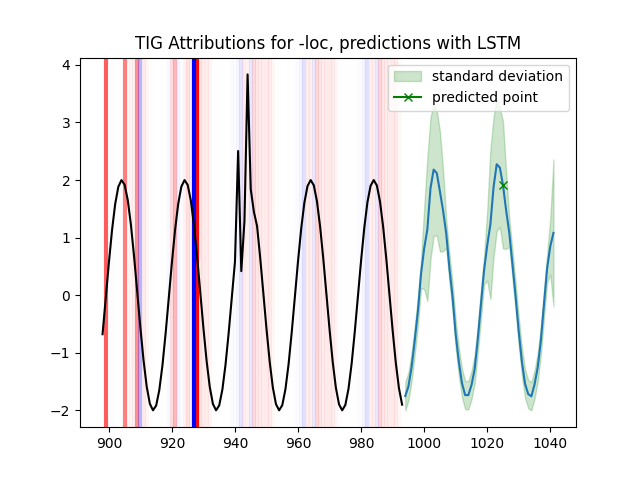 TIG Attributions for -loc, predictions with LSTM
standard deviation
predicted point
4
3
2
1
0
−1
−2
900 920 940 960 980 1000 1020 1040